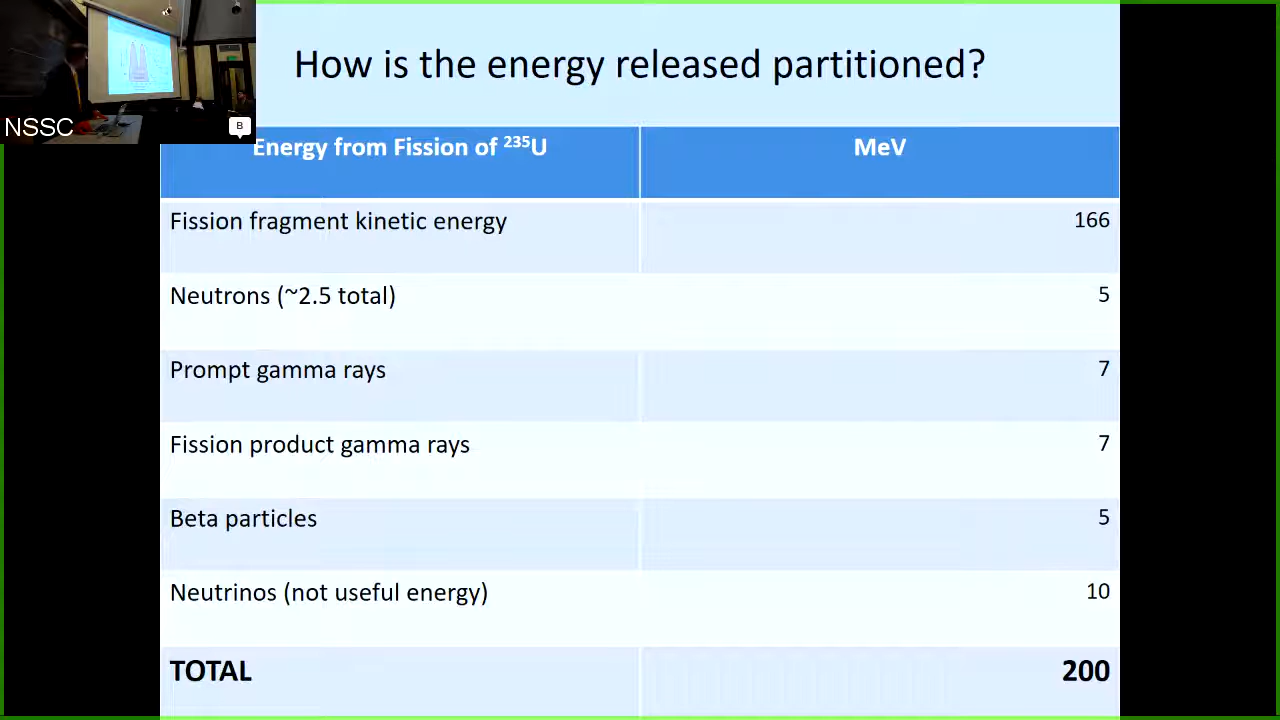 How is the energy released partitioned?
NSSC
B
Energy from Fission of ²³⁵U MeV
Fission fragment kinetic energy 166
Neutrons (~2.5 total) 5
Prompt gamma rays 7
Fission product gamma rays 7
Beta particles 5
Neutrinos (not useful energy) 10
TOTAL 200